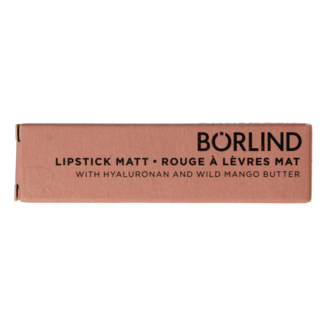 BÖRLIND
LIPSTICK MATT • ROUGE À LÈVRES MAT
WITH HYALURONAN AND WILD MANGO BUTTER